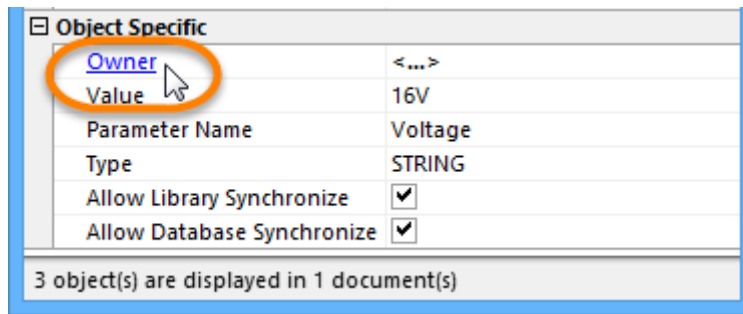 Object Specific
Owner <...>
Value 16V
Parameter Name Voltage
Type STRING
Allow Library Synchronize
Allow Database Synchronize
3 object(s) are displayed in 1 document(s)